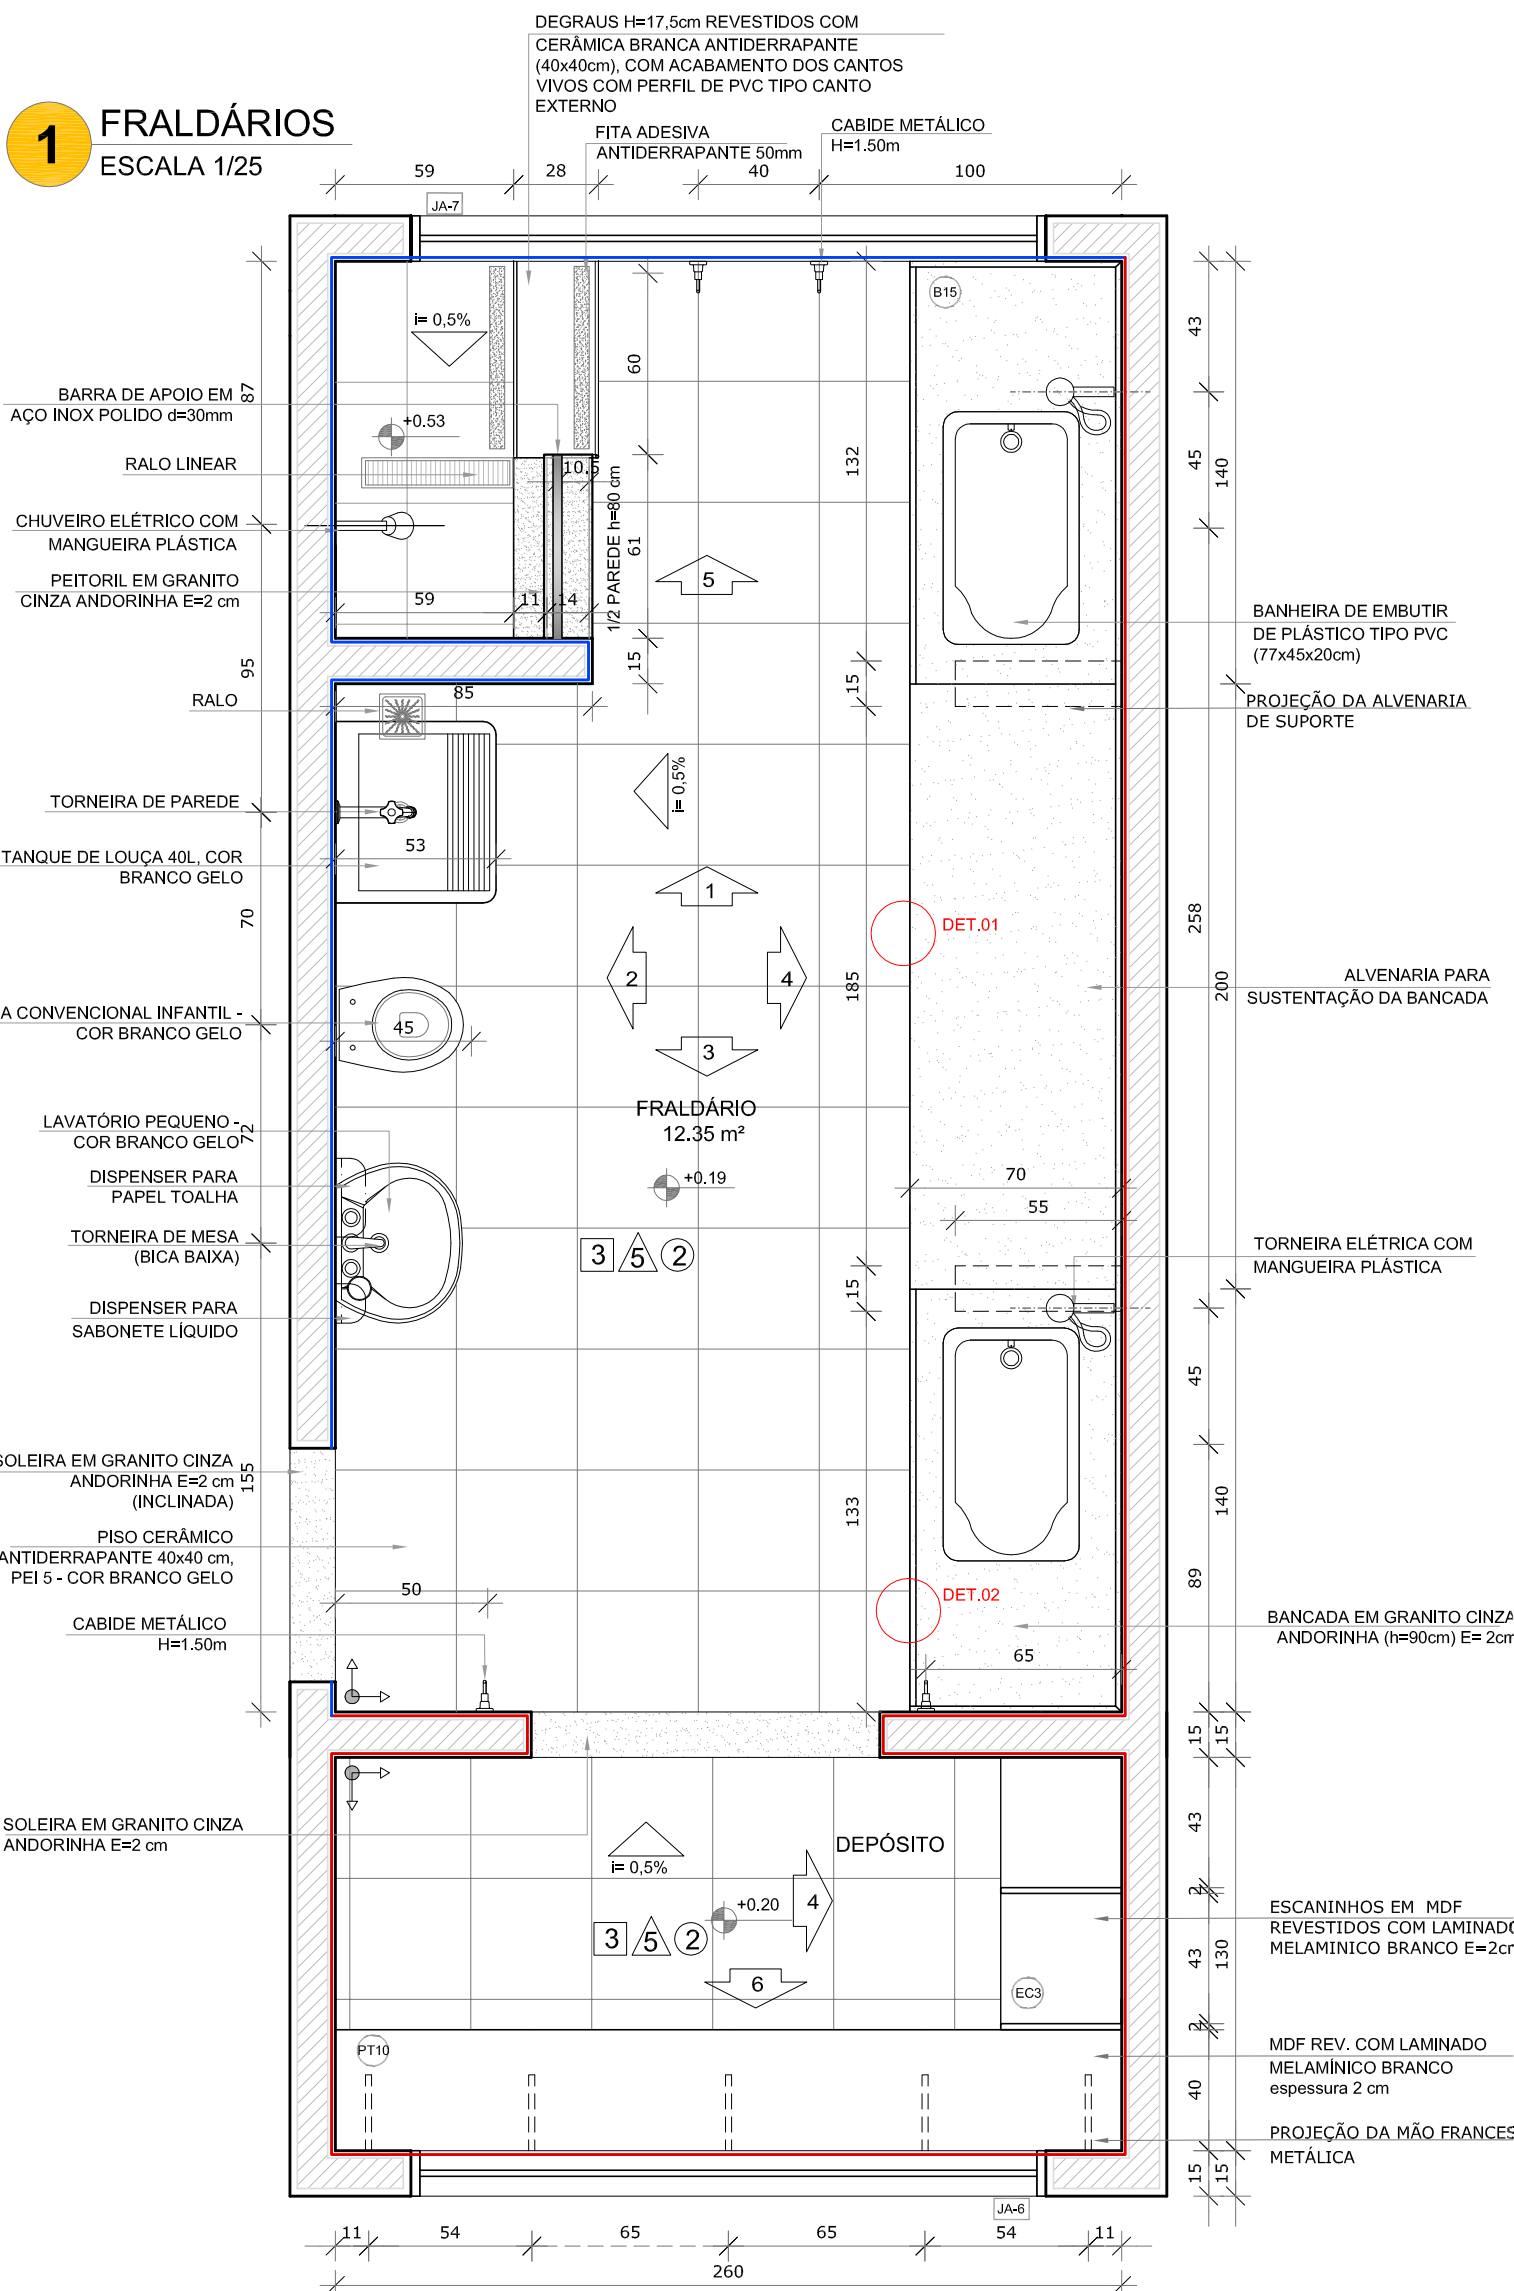 DEGRAUS H=17,5cm REVESTIDOS COM
CERÂMICA BRANCA ANTIDERRAPANTE
(40x40cm), COM ACABAMENTO DOS CANTOS
VIVOS COM PERFIL DE PVC TIPO CANTO
EXTERNO
1
FRALDÁRIOS
ESCALA 1/25
FITA ADESIVA
ANTIDERRAPANTE 50mm
CABIDE METÁLICO
H=1.50m
59
28
40
100
JA-7
B15
i= 0,5%
43
60
87
BARRA DE APOIO EM
AÇO INOX POLIDO d=30mm
+0.53
RALO LINEAR
10.5
132
45
140
CHUVEIRO ELÉTRICO COM
MANGUEIRA PLÁSTICA
1/2 PAREDE h=80 cm
61
PEITORIL EM GRANITO
CINZA ANDORINHA E=2 cm
59
11
14
5
BANHEIRA DE EMBUTIR
DE PLÁSTICO TIPO PVC
(77x45x20cm)
95
15
15
85
RALO
PROJEÇÃO DA ALVENARIA
DE SUPORTE
i= 0,5%
TORNEIRA DE PAREDE
53
TANQUE DE LOUÇA 40L, COR
BRANCO GELO
1
70
DET.01
258
2
4
185
200
ALVENARIA PARA
SUSTENTAÇÃO DA BANCADA
A CONVENCIONAL INFANTIL -
COR BRANCO GELO
45
3
FRALDÁRIO
12.35 m²
LAVATÓRIO PEQUENO -
COR BRANCO GELO
72
DISPENSER PARA
PAPEL TOALHA
+0.19
70
55
TORNEIRA DE MESA
(BICA BAIXA)
3
5
2
TORNEIRA ELÉTRICA COM
MANGUEIRA PLÁSTICA
15
DISPENSER PARA
SABONETE LÍQUIDO
45
SOLEIRA EM GRANITO CINZA
ANDORINHA E=2 cm
(INCLINADA)
155
133
140
PISO CERÂMICO
ANTIDERRAPANTE 40x40 cm,
PEI 5 - COR BRANCO GELO
50
89
DET.02
CABIDE METÁLICO
H=1.50m
BANCADA EM GRANITO CINZA
ANDORINHA (h=90cm) E= 2cm
65
15
15
SOLEIRA EM GRANITO CINZA
ANDORINHA E=2 cm
43
DEPÓSITO
i= 0,5%
2
+0.20
4
ESCANINHOS EM MDF
REVESTIDOS COM LAMINADO
MELAMINICO BRANCO E=2cm
3
5
2
43
130
6
EC3
2
PT10
MDF REV. COM LAMINADO
MELAMÍNICO BRANCO
espessura 2 cm
40
PROJEÇÃO DA MÃO FRANCES
METÁLICA
15
15
JA-6
11
54
65
65
54
11
260